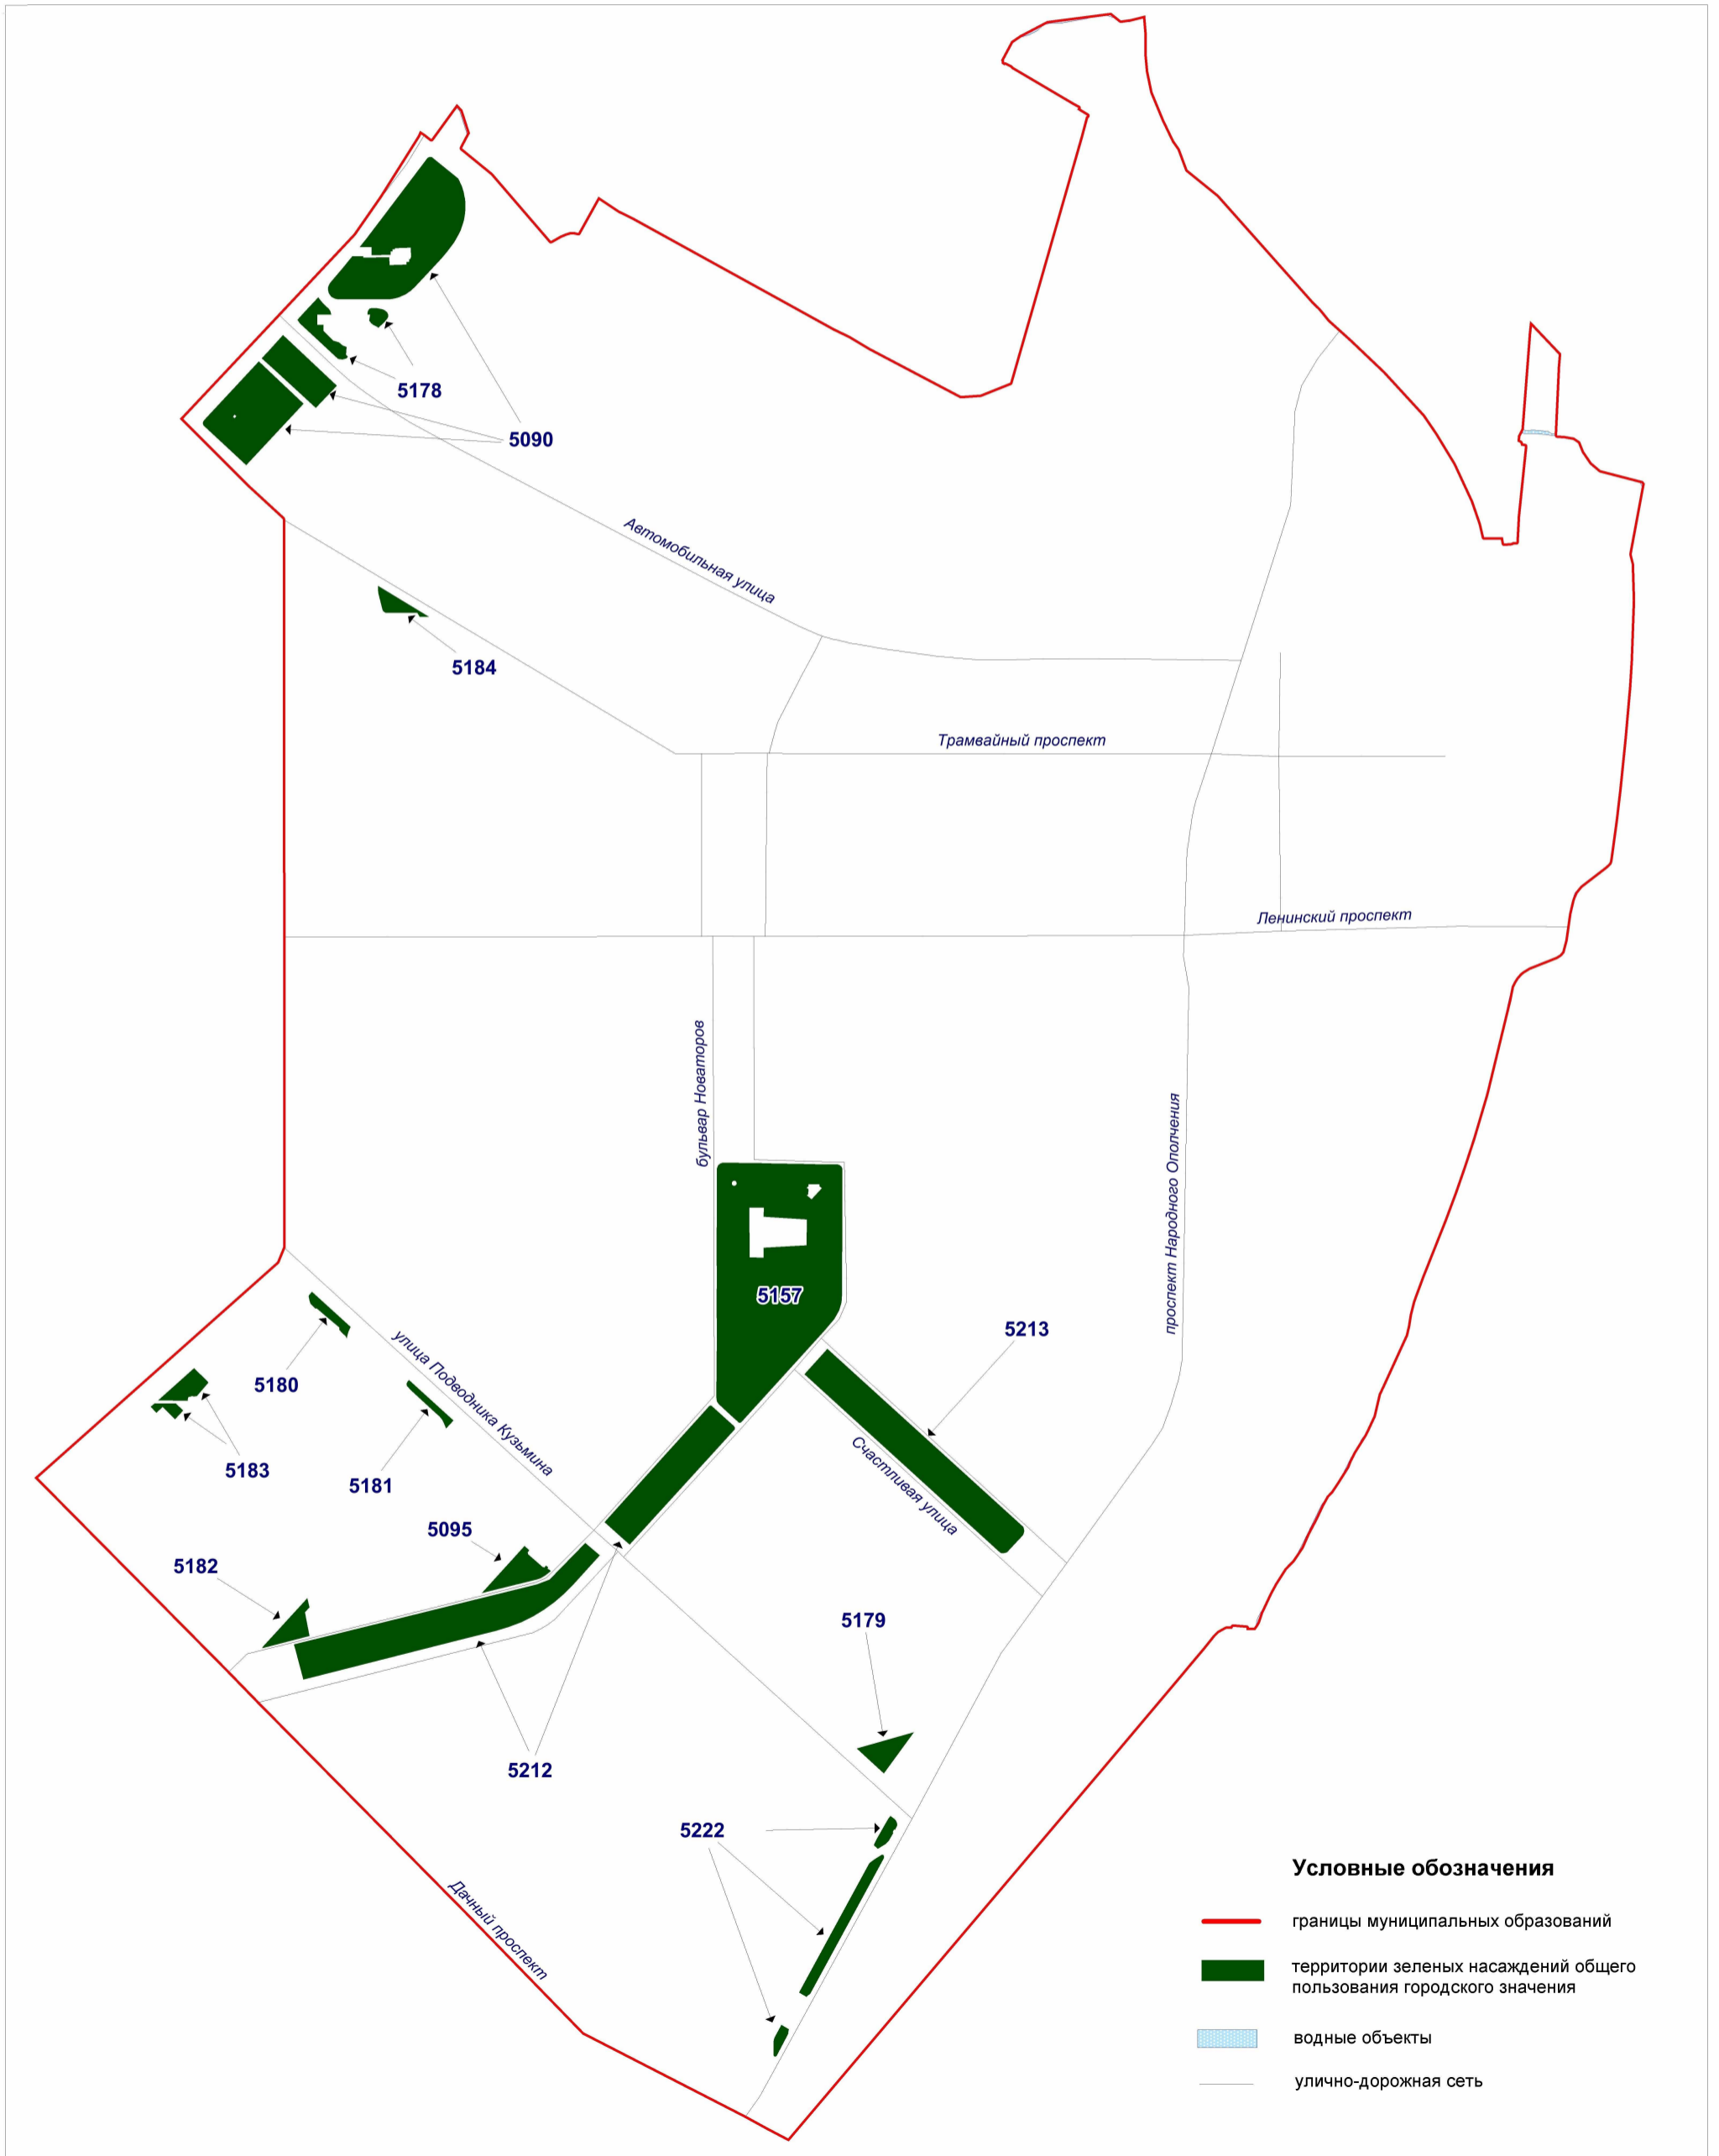 5178
5090
Автомобильная улица
5184
Трамвайный проспект
Ленинский проспект
бульвар Новаторов
проспект Народного Ополчения
5157
5213
5180
улица Подводника Кузьмина
5183
5181
Счастливая улица
5095
5182
5179
5212
5222
Дачный проспект
Условные обозначения
границы муниципальных образований
территории зеленых насаждений общего
пользования городского значения
водные объекты
улично-дорожная сеть